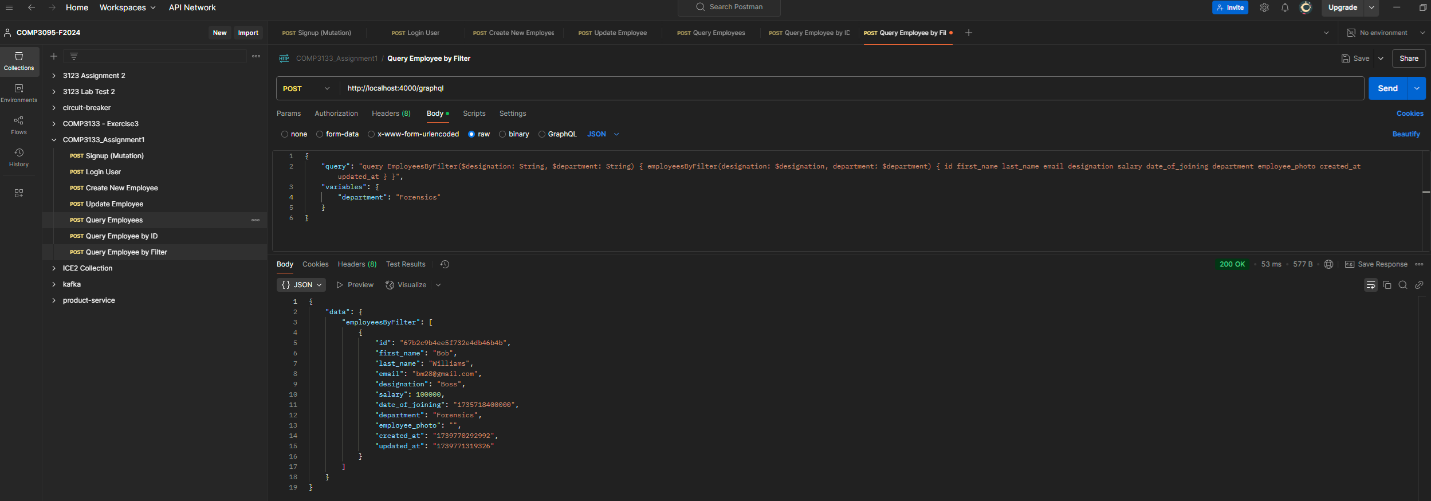 Home Workspaces API Network Search Postman Invite Upgrade
COMP3095-F2024 New Import
POST Signup (Mutation) POST Login User POST Create New Employee POST Update Employee POST Query Employees POST Query Employee by ID POST Query Employee by Fil No environment
Collections
Environments
Flows
History
3123 Assignment 2
3123 Lab Test 2
circuit-breaker
COMP3133 - Exercise3
COMP3133_Assignment1
POST Signup (Mutation)
POST Login User
POST Create New Employee
POST Update Employee
POST Query Employees
POST Query Employee by ID
POST Query Employee by Filter
ICE2 Collection
kafka
product-service
HTTP COMP3133_Assignment1 / Query Employee by Filter Save Share
POST http://localhost:4000/graphql Send
Params Authorization Headers (8) Body Scripts Settings Cookies
none form-data x-www-form-urlencoded raw binary GraphQL JSON Beautify
1 {
2 "query": "query EmployeesByFilter($designation: String, $department: String) { employeesByFilter(designation: $designation, department: $department) { id first_name last_name email designation salary date_of_joining department employee_photo created_at
updated_at } }",
3 "variables": {
4 "department": "Forensics"
5 }
6 }
Body Cookies Headers (8) Test Results 200 OK 53 ms 577 B Save Response
{} JSON Preview Visualize
1 {
2 "data": {
3 "employeesByFilter": [
4 {
5 "id": "67b2c9b4ee5f732e4db46b4b",
6 "first_name": "Bob",
7 "last_name": "Williams",
8 "email": "bm28@gmail.com",
9 "designation": "Boss",
10 "salary": 100000,
11 "date_of_joining": "1735718400000",
12 "department": "Forensics",
13 "employee_photo": "",
14 "created_at": "1739770292992",
15 "updated_at": "1739771319326"
16 }
17 ]
18 }
19 }